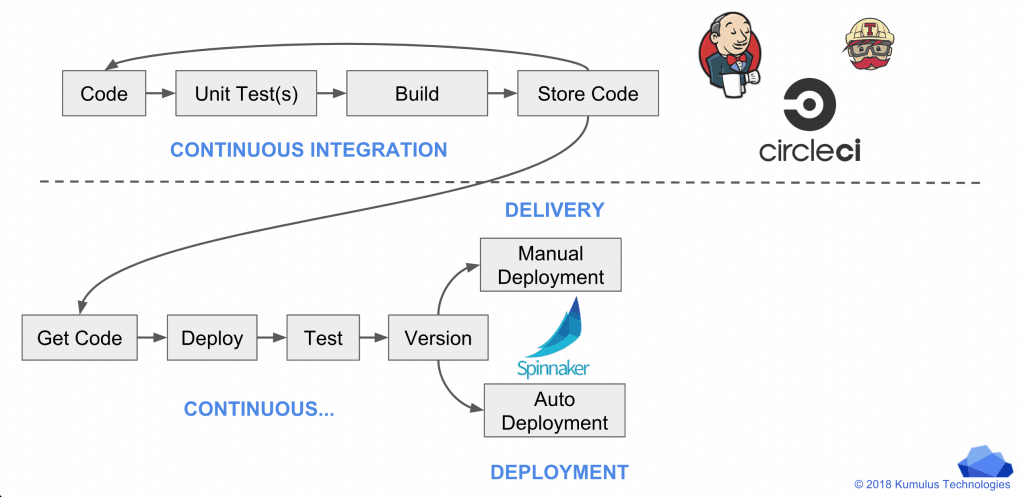 Code
Unit Test(s)
Build
Store Code
T
circleci
CONTINUOUS INTEGRATION
DELIVERY
Manual
Deployment
Get Code
Deploy
Test
Version
Spinnaker
Auto
Deployment
CONTINUOUS...
DEPLOYMENT
© 2018 Kumulus Technologies